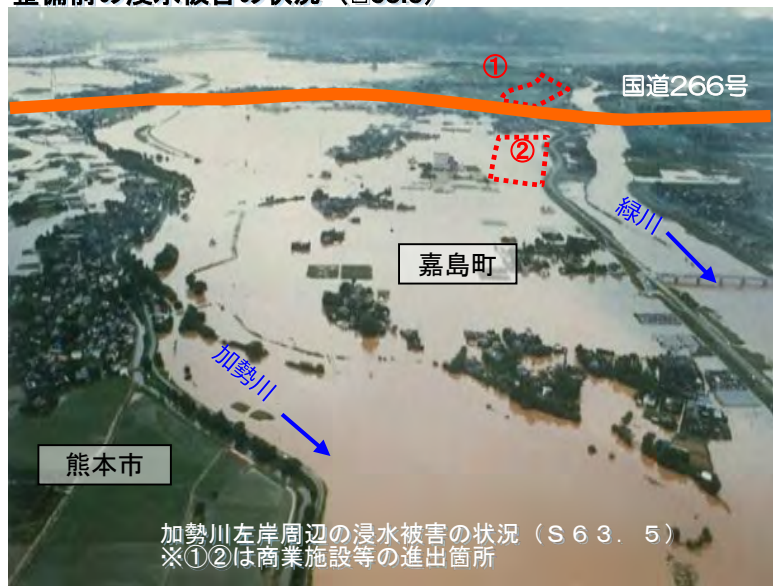 ①
国道266号
②
緑川
嘉島町
加勢川
熊本市
加勢川左岸周辺の浸水被害の状況（Ｓ６３．５）
※①②は商業施設等の進出箇所